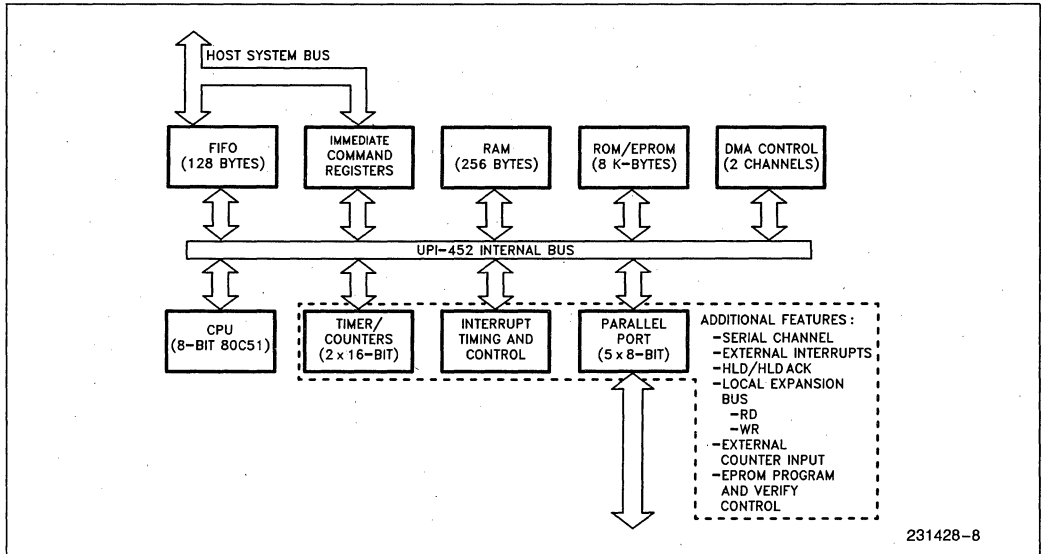 HOST SYSTEM BUS
FIFO
(128 BYTES)
IMMEDIATE
COMMAND
REGISTERS
RAM
(256 BYTES)
ROM/EPROM
(8 K-BYTES)
DMA CONTROL
(2 CHANNELS)
UPI-452 INTERNAL BUS
CPU
(8-BIT 80C51)
TIMER/
COUNTERS
(2 x 16-BIT)
INTERRUPT
TIMING AND
CONTROL
PARALLEL
PORT
(5 x 8-BIT)
ADDITIONAL FEATURES:
-SERIAL CHANNEL
-EXTERNAL INTERRUPTS
-HLD/HLD ACK
-LOCAL EXPANSION
BUS
-RD
-WR
-EXTERNAL
COUNTER INPUT
-EPROM PROGRAM
AND VERIFY
CONTROL
231428-8